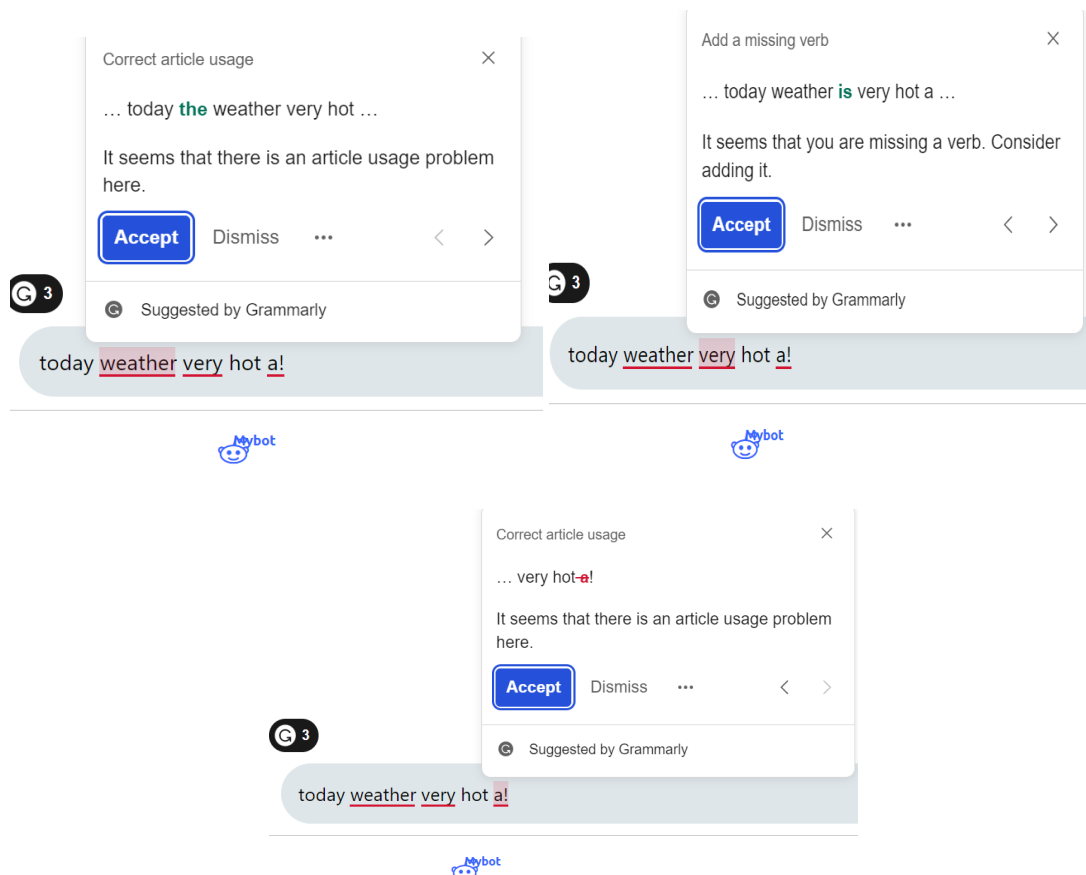 Correct article usage
… today the weather very hot …
It seems that there is an article usage problem
here.
Accept Dismiss
3
Suggested by Grammarly
today weather very hot a!
Mybot
Add a missing verb
… today weather is very hot a …
It seems that you are missing a verb. Consider
adding it.
Accept Dismiss
3
Suggested by Grammarly
today weather very hot a!
Mybot
Correct article usage
… very hot a!
It seems that there is an article usage problem
here.
Accept Dismiss
3
Suggested by Grammarly
today weather very hot a!
Mybot